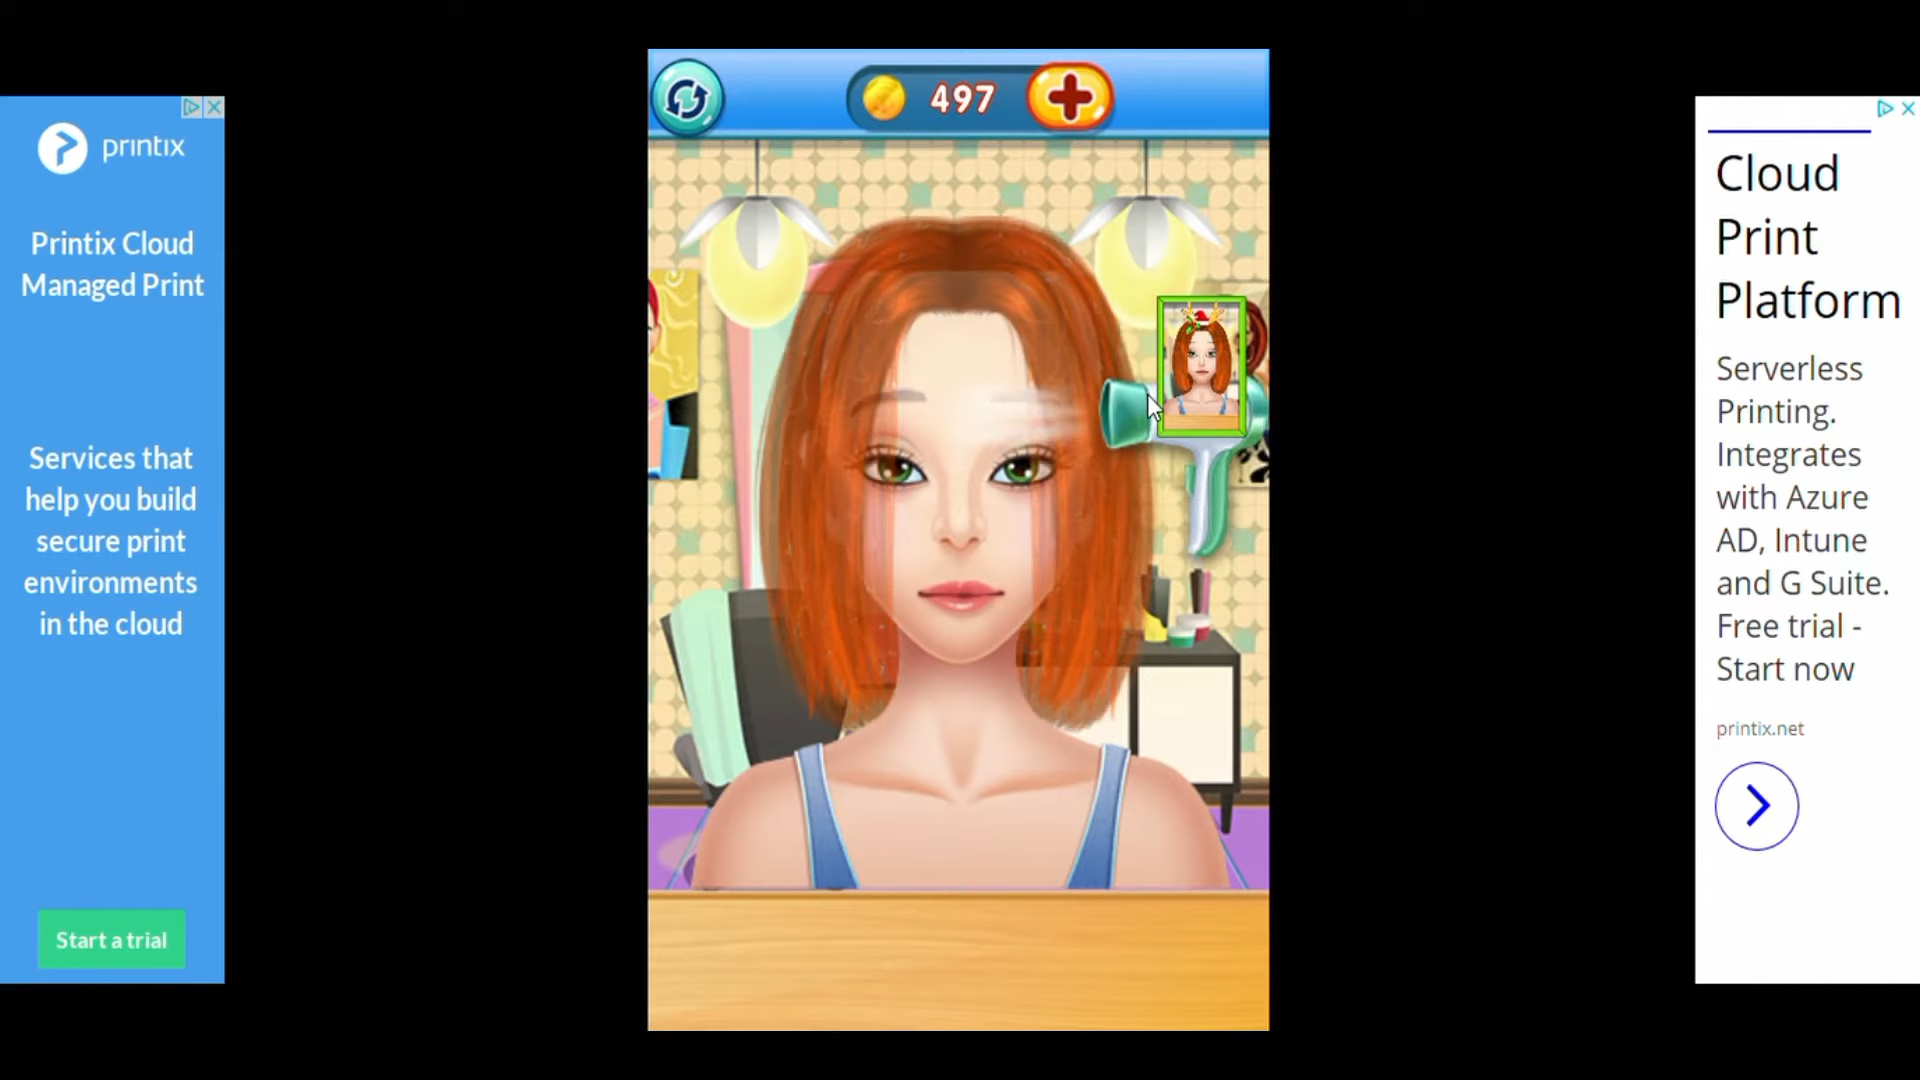 printix
Printix Cloud
Managed Print
Services that
help you build
secure print
environments
in the cloud
Start a trial
497
Cloud
Print
Platform
Serverless
Printing.
Integrates
with Azure
AD, Intune
and G Suite.
Free trial -
Start now
printix.net